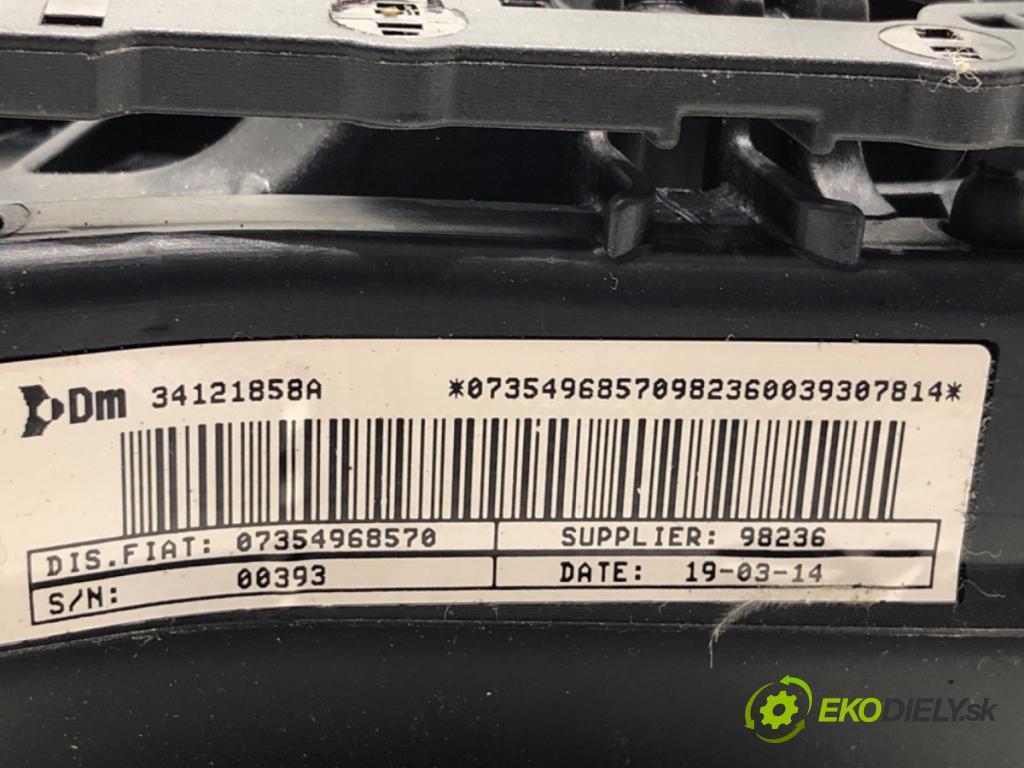 Dm 34121858A *07354968570982360039307814*
DIS.FIAT: 07354968570 SUPPLIER: 98236
S/N: 00393 DATE: 19-03-14
EKODIELY.sk